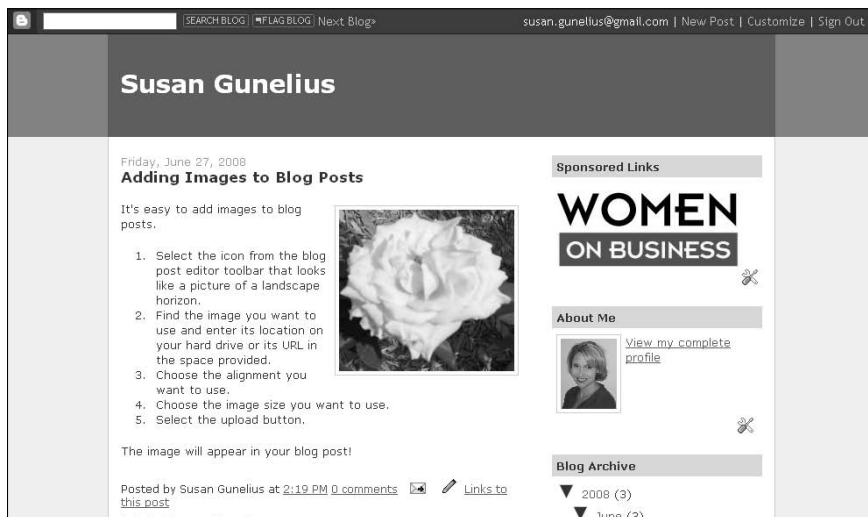 SEARCH BLOG FLAG BLOG Next Blog» susan.gunelius@gmail.com | New Post | Customize | Sign Out
Susan Gunelius
Friday, June 27, 2008
Adding Images to Blog Posts
It's easy to add images to blog
posts.
1. Select the icon from the blog
post editor toolbar that looks
like a picture of a landscape
horizon.
2. Find the image you want to
use and enter its location on
your hard drive or its URL in
the space provided.
3. Choose the alignment you
want to use.
4. Choose the image size you want to use.
5. Select the upload button.
The image will appear in your blog post!
Posted by Susan Gunelius at 2:19 PM 0 comments Links to
this post
Sponsored Links
WOMEN
ON BUSINESS
About Me
View my complete
profile
Blog Archive
▼ 2008 (3)
▼ June (3)